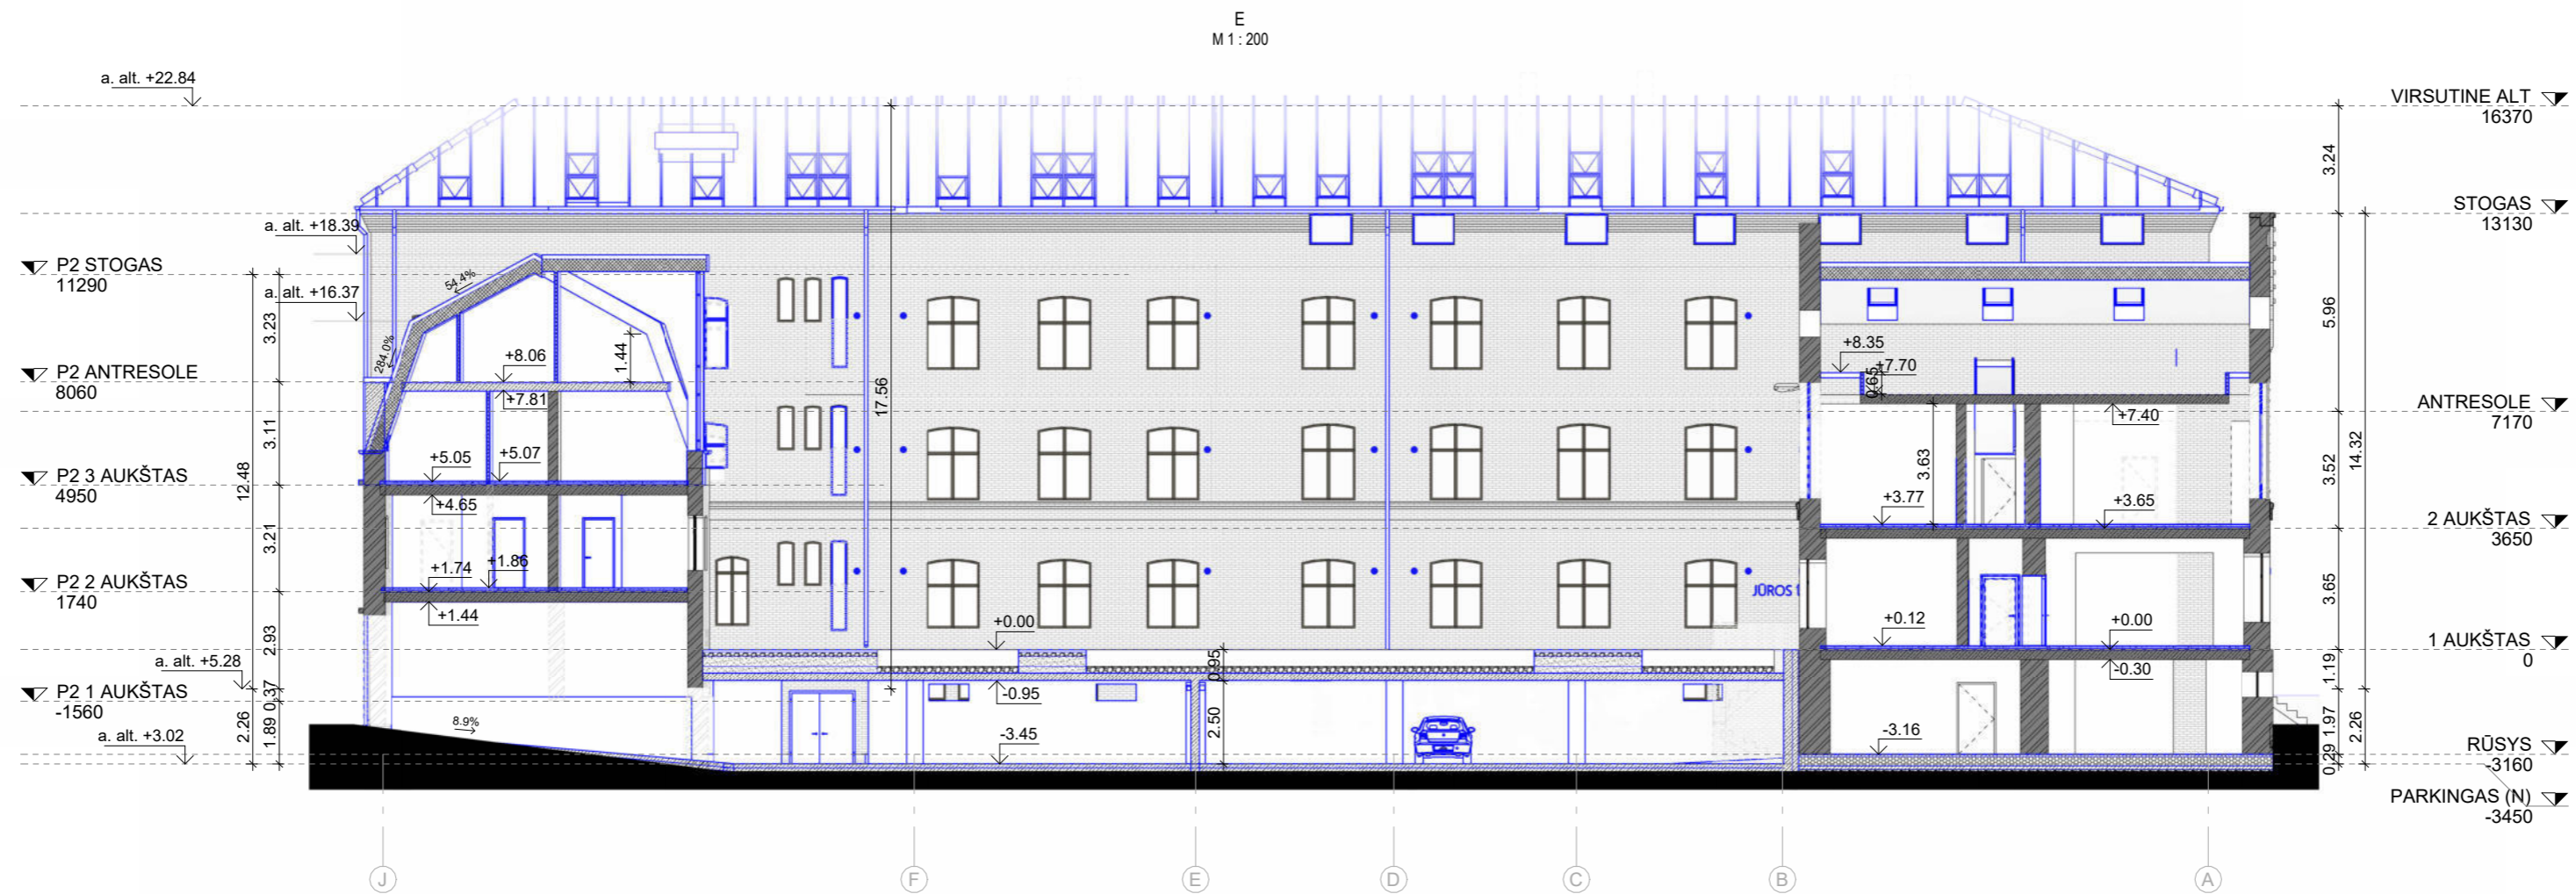 E
M 1 : 200
a. alt. +22.84
VIRSUTINE ALT
16370
3.24
a. alt. +18.39
STOGAS
13130
P2 STOGAS
11290
54.4%
a. alt. +16.37
284.0%
3.23
1.44
17.56
5.96
+8.06
+8.35
+7.70
0.65
P2 ANTRESOLE
8060
+7.81
ANTRESOLE
7170
+7.40
3.11
12.48
14.32
3.63
3.52
+5.05
+5.07
P2 3 AUKŠTAS
4950
+4.65
+3.77
+3.65
2 AUKŠTAS
3650
3.21
+1.74
+1.86
P2 2 AUKŠTAS
1740
+1.44
JŪROS
3.65
2.93
+0.00
+0.12
+0.00
1 AUKŠTAS
0
a. alt. +5.28
0.95
-0.30
1.19
P2 1 AUKŠTAS
-1560
0.37
-0.95
2.26
1.89
8.9%
2.50
1.97
2.26
a. alt. +3.02
-3.45
-3.16
0.29
RŪSYS
-3160
PARKINGAS (N)
-3450
J
F
E
D
C
B
A